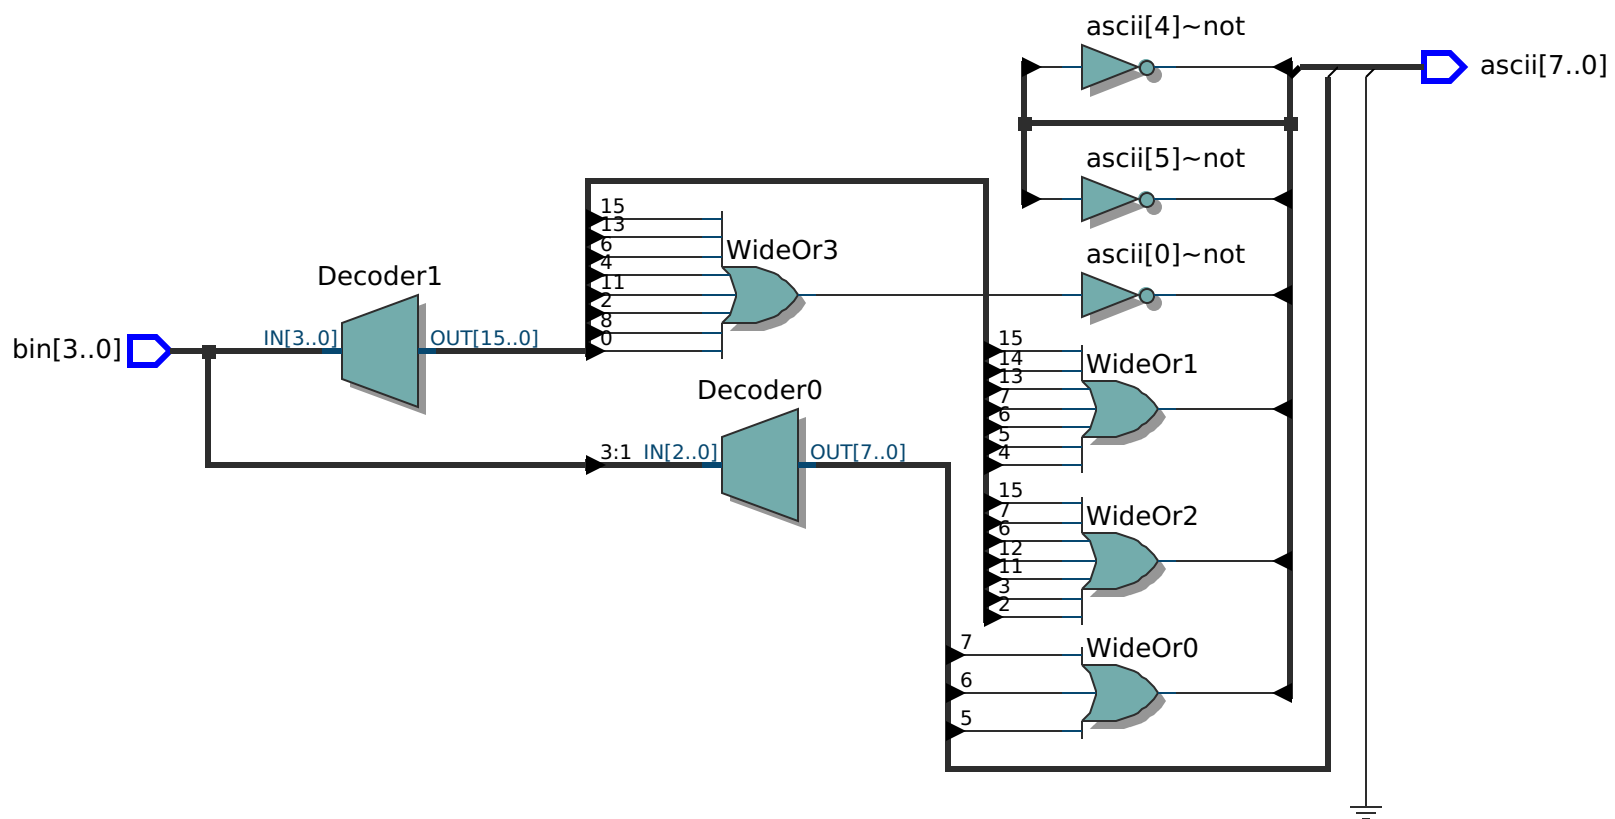 ascii[4]~not
ascii[7..0]
ascii[5]~not
15
13
6
4
11
2
8
0
WideOr3
ascii[0]~not
Decoder1
bin[3..0]
IN[3..0]
OUT[15..0]
15
14
13
7
6
5
4
WideOr1
Decoder0
3:1
IN[2..0]
OUT[7..0]
15
7
6
12
11
3
2
WideOr2
7
6
5
WideOr0